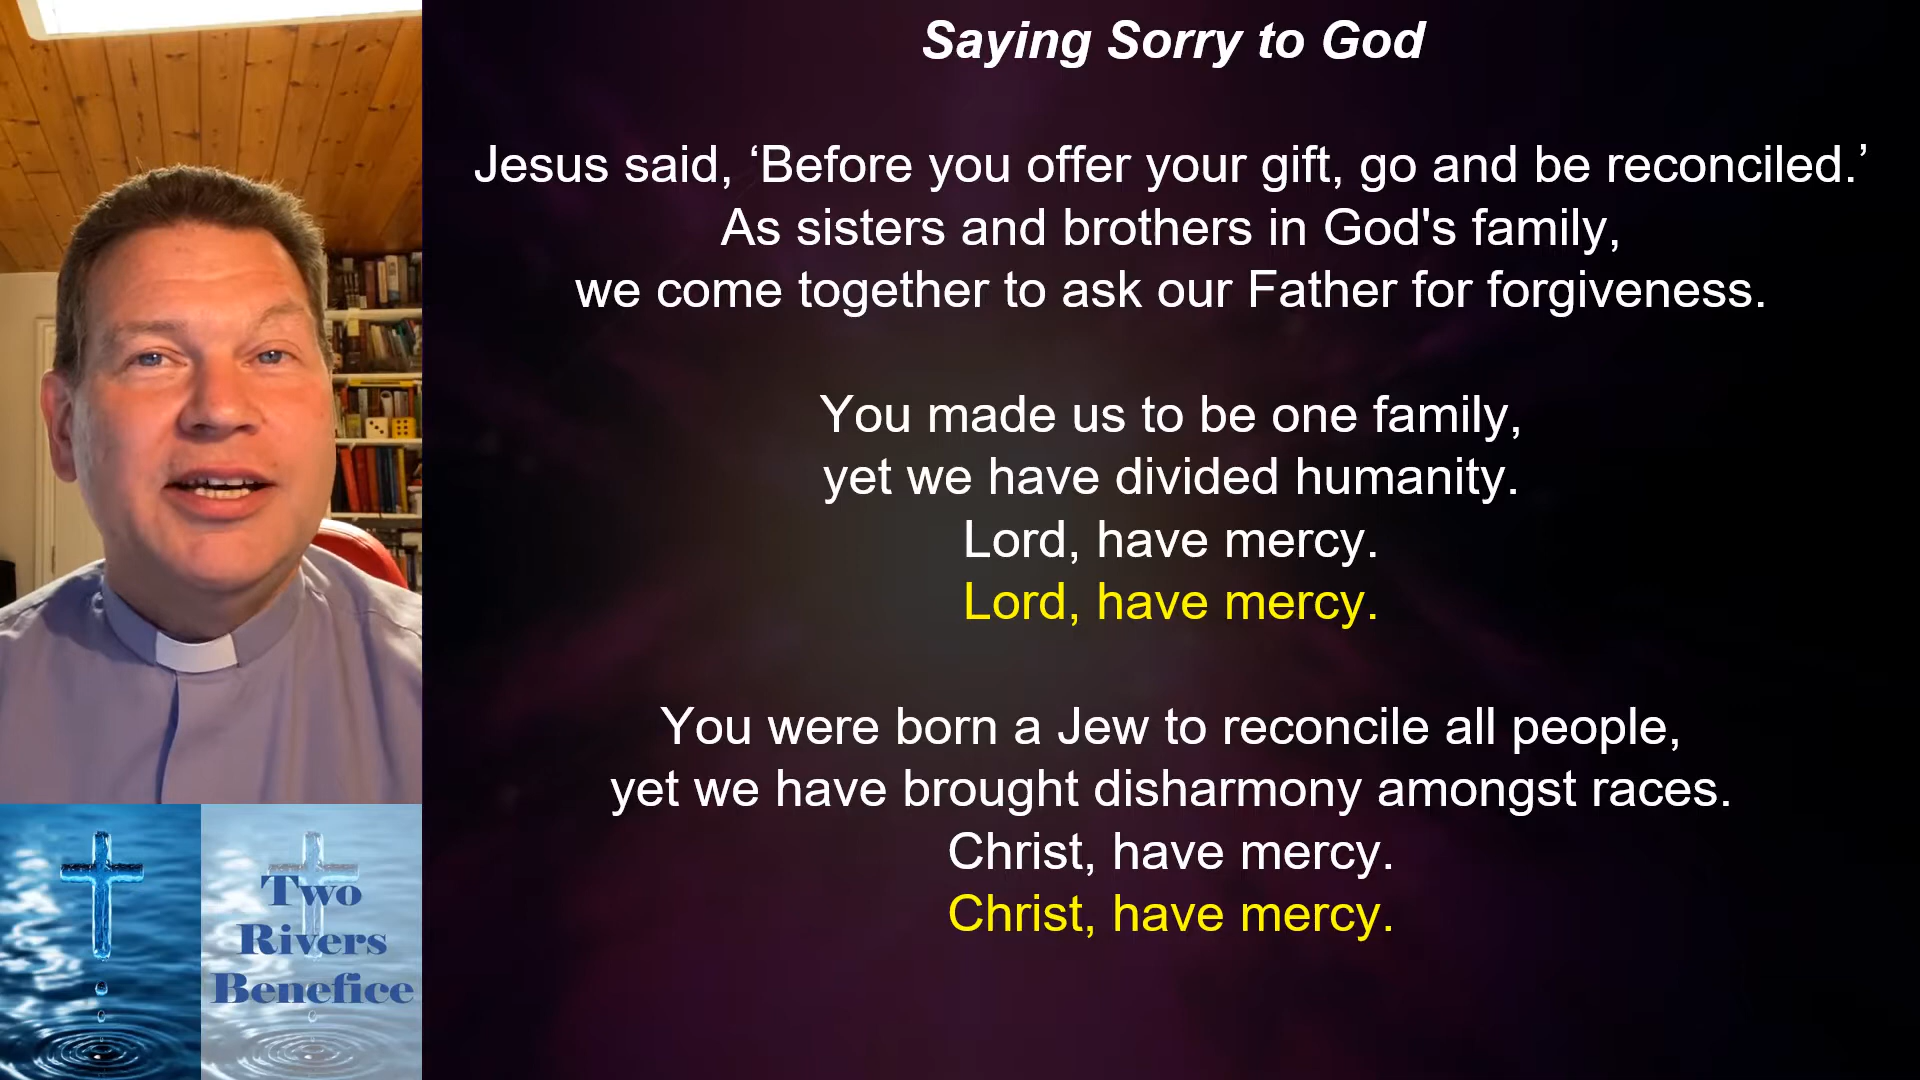 Saying Sorry to God
Jesus said, ‘Before you offer your gift, go and be reconciled.’
As sisters and brothers in God's family,
we come together to ask our Father for forgiveness.
You made us to be one family,
yet we have divided humanity.
Lord, have mercy.
Lord, have mercy.
You were born a Jew to reconcile all people,
yet we have brought disharmony amongst races.
Christ, have mercy.
Christ, have mercy.
Two
Rivers
Benefice